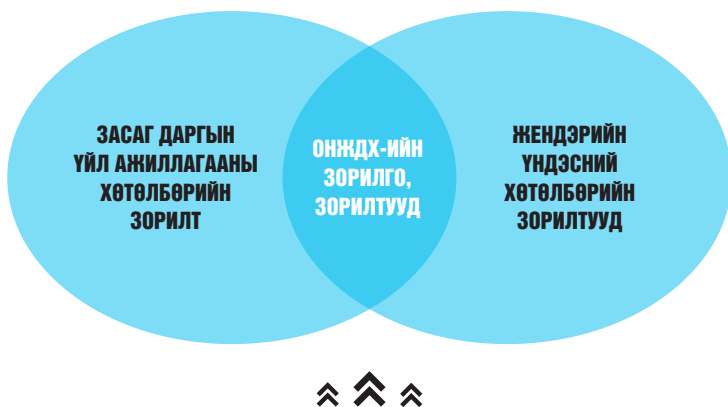 ЗАСАГ ДАРГЫН
ҮЙЛ АЖИЛЛАГААНЫ
ХӨТӨЛБӨРИЙН
ЗОРИЛТ
ОНЖДХ-ИЙН
ЗОРИЛГО,
ЗОРИЛТУУД
ЖЕНДЭРИЙН
ҮНДЭСНИЙ
ХӨТӨЛБӨРИЙН
ЗОРИЛТУУД